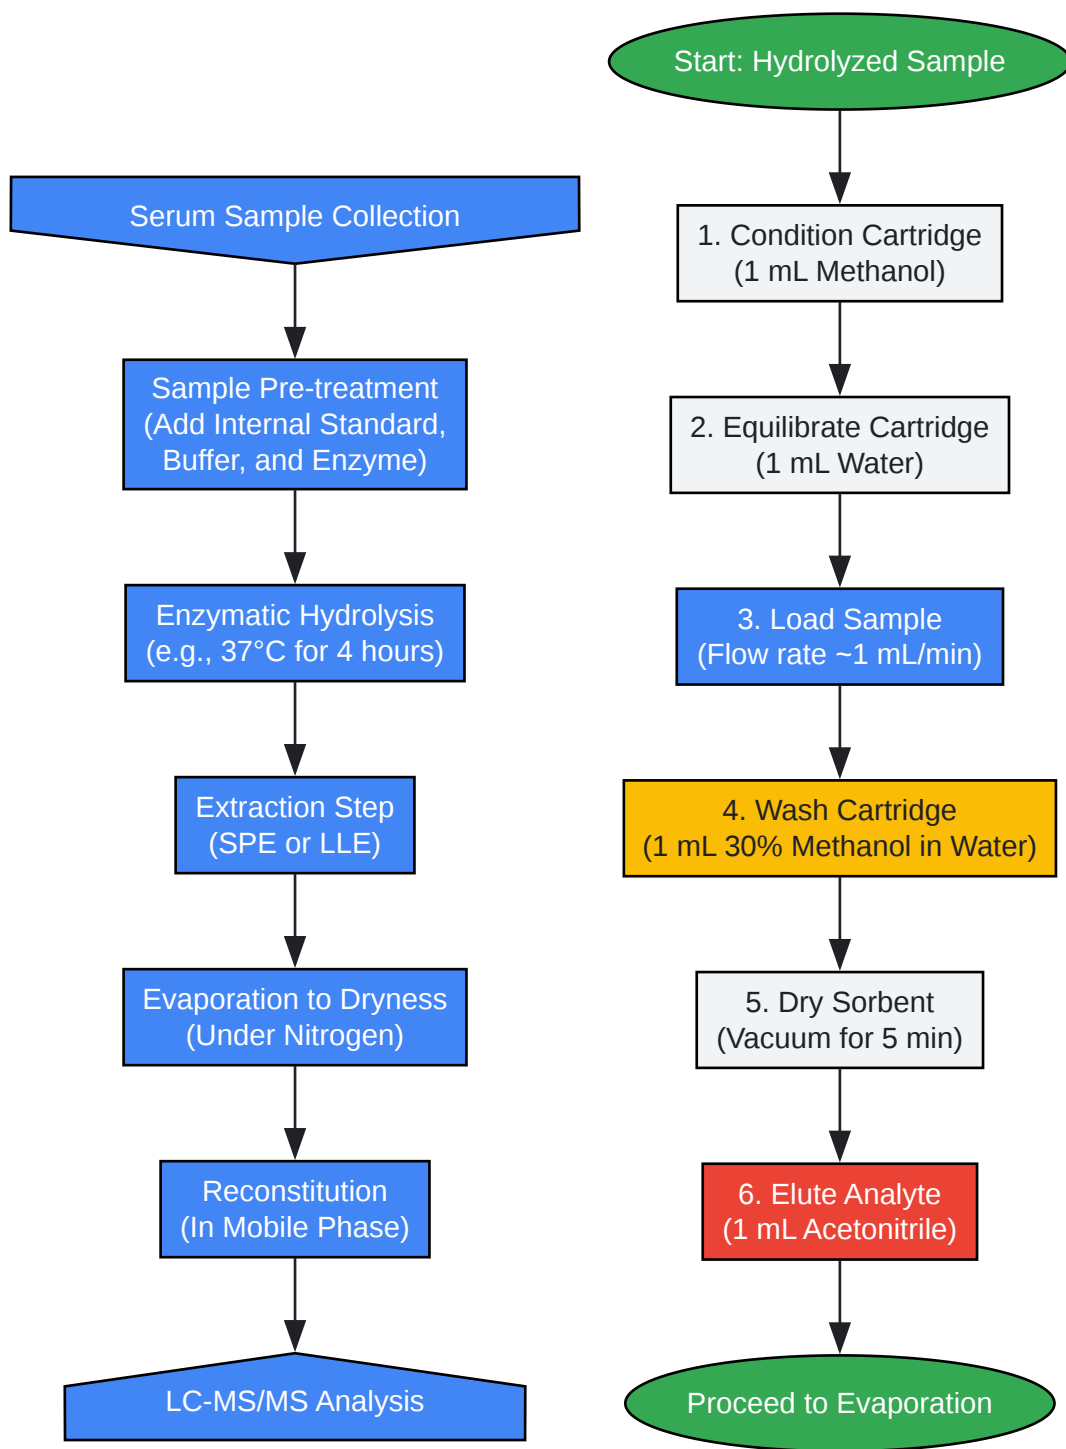 Serum Sample Collection
Sample Pre-treatment
(Add Internal Standard,
Buffer, and Enzyme)
Enzymatic Hydrolysis
(e.g., 37°C for 4 hours)
Extraction Step
(SPE or LLE)
Evaporation to Dryness
(Under Nitrogen)
Reconstitution
(In Mobile Phase)
LC-MS/MS Analysis
Start: Hydrolyzed Sample
1. Condition Cartridge
(1 mL Methanol)
2. Equilibrate Cartridge
(1 mL Water)
3. Load Sample
(Flow rate ~1 mL/min)
4. Wash Cartridge
(1 mL 30% Methanol in Water)
5. Dry Sorbent
(Vacuum for 5 min)
6. Elute Analyte
(1 mL Acetonitrile)
Proceed to Evaporation